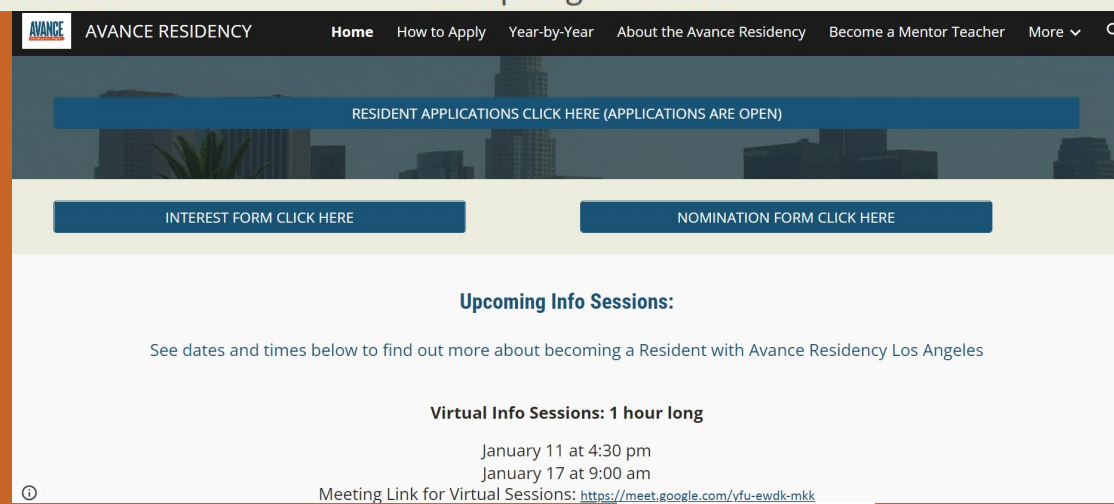 AVANCE AVANCE RESIDENCY Home How to Apply Year-by-Year About the Avance Residency Become a Mentor Teacher More
RESIDENT APPLICATIONS CLICK HERE (APPLICATIONS ARE OPEN)
INTEREST FORM CLICK HERE NOMINATION FORM CLICK HERE
Upcoming Info Sessions:
See dates and times below to find out more about becoming a Resident with Avance Residency Los Angeles
Virtual Info Sessions: 1 hour long
January 11 at 4:30 pm
January 17 at 9:00 am
Meeting Link for Virtual Sessions: https://meet.google.com/yfu-ewdk-mkk